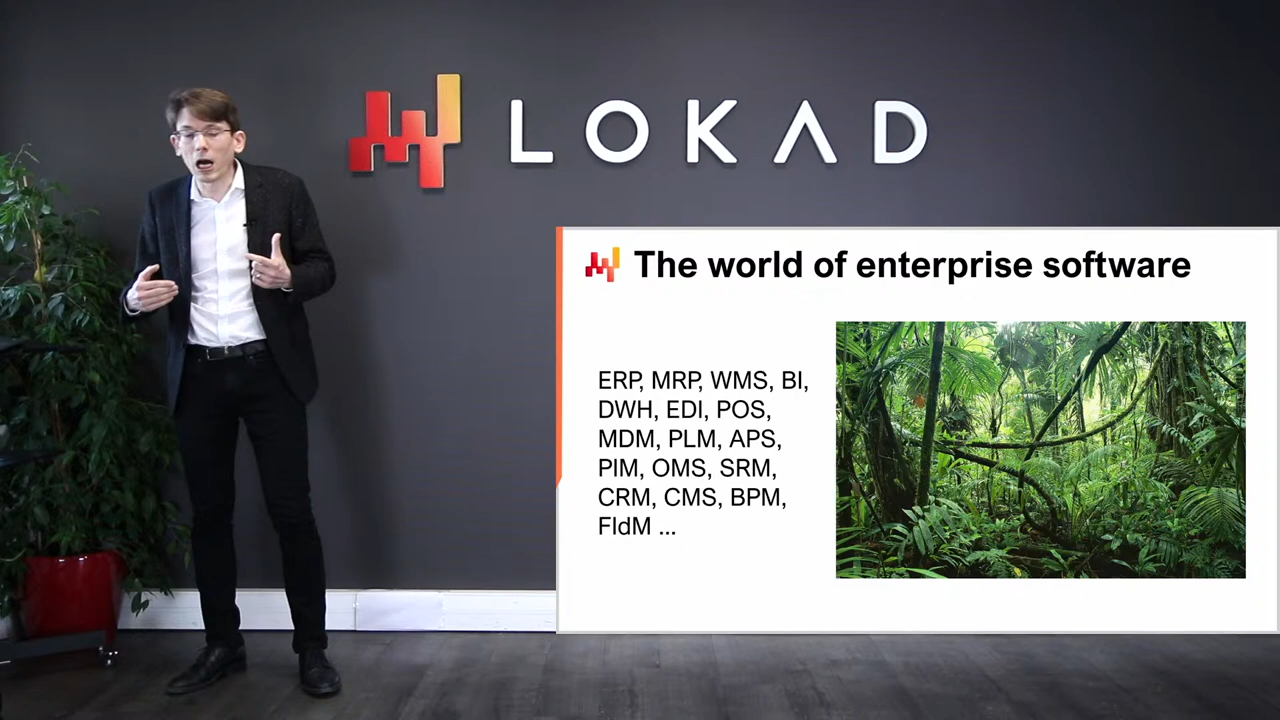 LOKAD
The world of enterprise software
ERP, MRP, WMS, BI,
DWH, EDI, POS,
MDM, PLM, APS,
PIM, OMS, SRM,
CRM, CMS, BPM,
FIdM ...